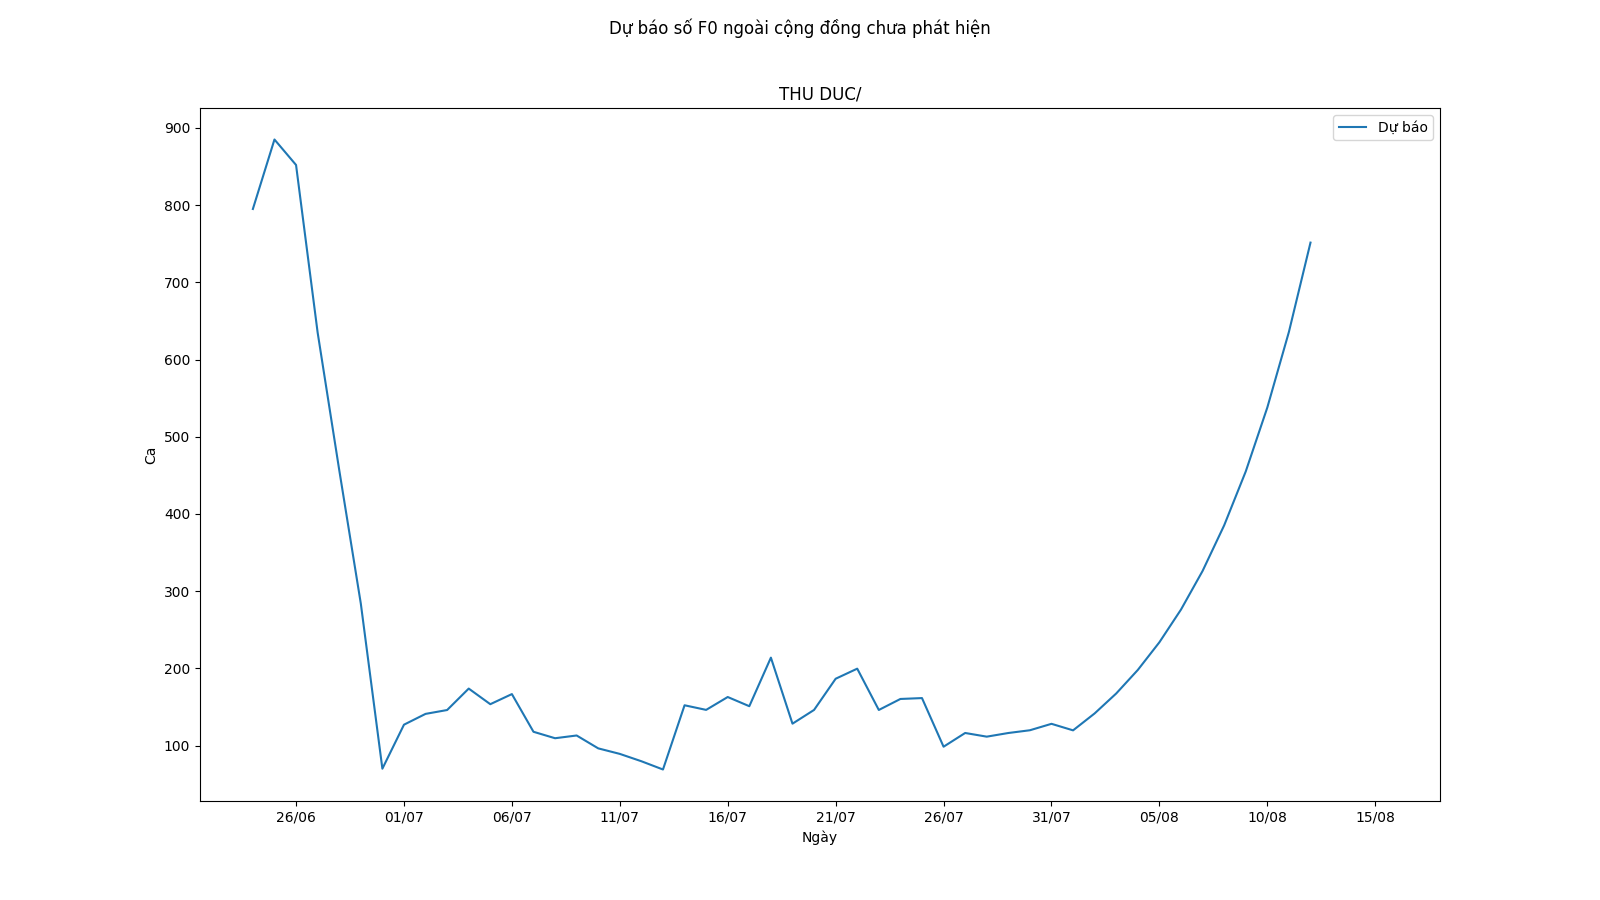 Dự báo số F0 ngoài cộng đồng chưa phát hiện
THU DUC/
Dự báo
900
800
700
600
500
400
300
200
100
Ca
26/06 01/07 06/07 11/07 16/07 21/07 26/07 31/07 05/08 10/08 15/08
Ngày